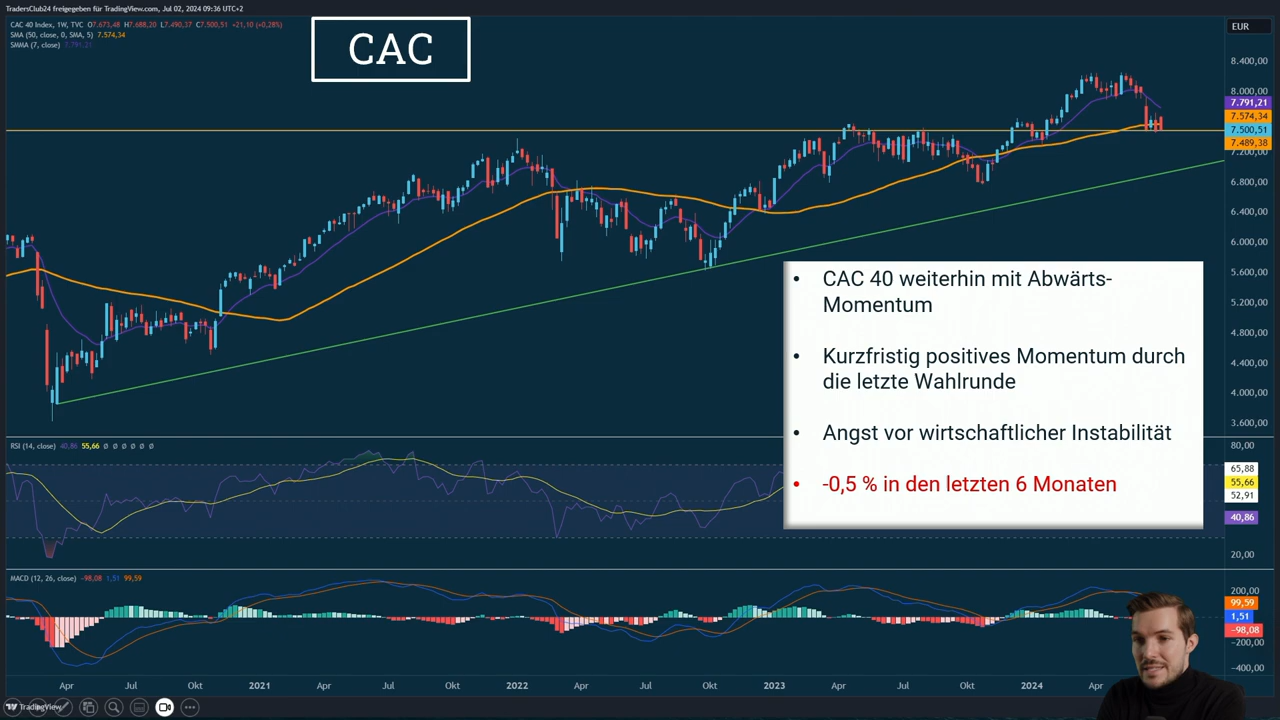 TradersClub24 freigegeben für TradingView.com, Jul 02, 2024 09:36 UTC+2
CAC 40 Index, 1W, TVC O7.673,48 H7.688,20 L7.490,37 C7.500,51 +21,10 (+0,28%)
SMA (50, close, 0, SMA, 5) 7.574,34
SMMA (7, close) 7.791,21
CAC
EUR
8.400,00
8.000,00
7.791,21
7.574,34
7.500,51
7.489,38
7.200,00
6.800,00
6.400,00
6.000,00
5.600,00
5.200,00
4.800,00
4.400,00
4.000,00
3.600,00
• CAC 40 weiterhin mit Abwärts-
Momentum
• Kurzfristig positives Momentum durch
die letzte Wahlrunde
• Angst vor wirtschaftlicher Instabilität
• -0,5 % in den letzten 6 Monaten
RSI (14, close) 40,86 55,66 Ø Ø Ø Ø Ø Ø
80,00
65,88
55,66
52,91
40,86
20,00
MACD (12, 26, close) -98,08 1,51 99,59
200,00
99,59
1,51
-98,08
-200,00
-400,00
Apr Jul Okt 2021 Apr Jul Okt 2022 Apr Jul Okt 2023 Apr Jul Okt 2024 Apr
TradingView